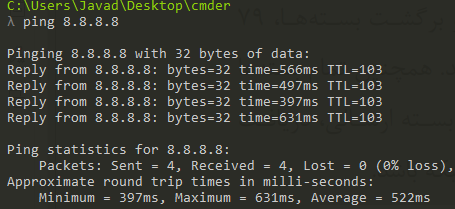 C:\Users\Javad\Desktop\cmder
λ ping 8.8.8.8
Pinging 8.8.8.8 with 32 bytes of data:
Reply from 8.8.8.8: bytes=32 time=566ms TTL=103
Reply from 8.8.8.8: bytes=32 time=497ms TTL=103
Reply from 8.8.8.8: bytes=32 time=397ms TTL=103
Reply from 8.8.8.8: bytes=32 time=631ms TTL=103
Ping statistics for 8.8.8.8:
Packets: Sent = 4, Received = 4, Lost = 0 (0% loss),
Approximate round trip times in milli-seconds:
Minimum = 397ms, Maximum = 631ms, Average = 522ms